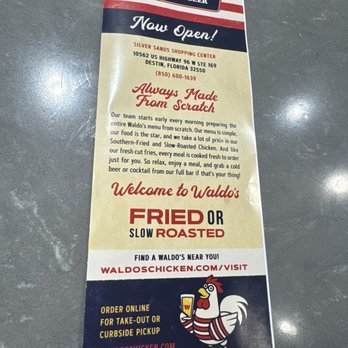 BEER
Now Open!
SILVER SANDS SHOPPING CENTER
10562 US HIGHWAY 96 W STE 169
DESTIN, FLORIDA 32550
(850) 600-1639
Always Made
From Scratch
Our team starts early every morning preparing the
entire Waldo's menu from scratch. Our menu is simple,
our food is the star, and we take a lot of pride in our
Southern-Fried and Slow-Roasted Chicken. And like
our fresh cut fries, every meal is cooked fresh-to-order
just for you. So relax, enjoy a meal, and grab a cold
beer or cocktail from our full bar if that's your thing!
Welcome to Waldo's
FRIED OR
SLOW ROASTED
FIND A WALDO'S NEAR YOU!
WALDOSCHICKEN.COM/VISIT
ORDER ONLINE
FOR TAKE-OUT OR
CURBSIDE PICKUP
W